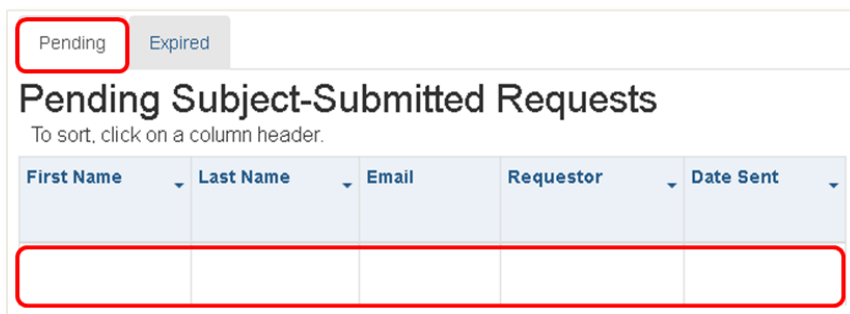 Pending Expired
Pending Subject-Submitted Requests
To sort, click on a column header.
First Name Last Name Email Requestor Date Sent